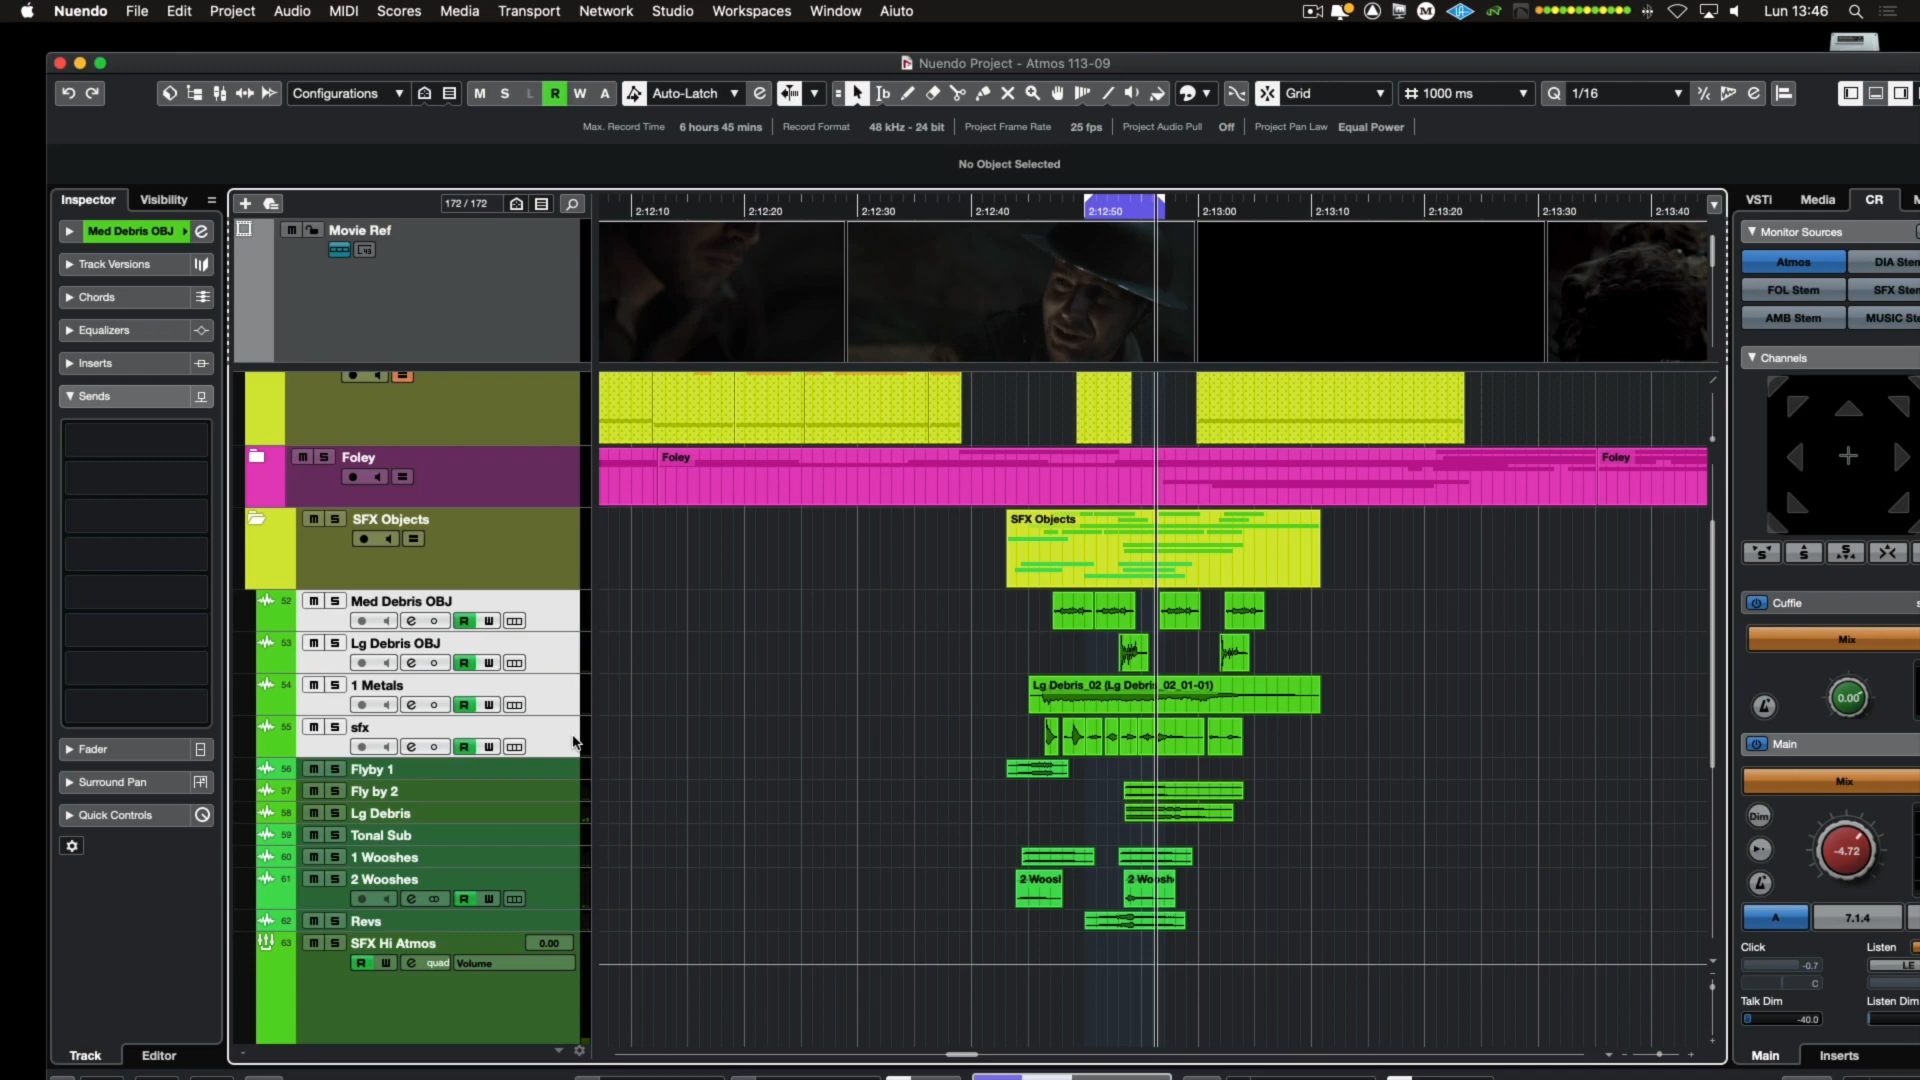 Nuendo File Edit Project Audio MIDI Scores Media Transport Network Studio Workspaces Window Aiuto
Lun 13:46
Nuendo Project - Atmos 113-09
Configurations M S L R W A Auto-Latch Grid 1000 ms Q 1/16
Max. Record Time 6 hours 45 mins Record Format 48 kHz - 24 bit Project Frame Rate 25 fps Project Audio Pull Off Project Pan Law Equal Power
No Object Selected
Inspector Visibility
172 / 172
2:12:10 2:12:20 2:12:30 2:12:40 2:12:50 2:13:00 2:13:10 2:13:20 2:13:30 2:13:40
VSTi Media CR
Med Debris OBJ
Movie Ref
Monitor Sources
Track Versions
Atmos DIA Sten
Chords
FOL Stem SFX Sten
Equalizers
AMB Stem MUSIC Ste
Inserts
Channels
Sends
m S Foley
Foley Foley
m S SFX Objects
SFX Objects
52 m S Med Debris OBJ
R W
Cuffie
53 m S Lg Debris OBJ
R W
Mix
54 m S 1 Metals
Lg Debris_02 (Lg Debris_02_01-01)
R W
0.00
55 m S sfx
R W
Fader
Main
56 m S Flyby 1
Surround Pan
Mix
57 m S Fly by 2
58 m S Lg Debris
Quick Controls
Dim
59 m S Tonal Sub
-4.72
60 m S 1 Wooshes
61 m S 2 Wooshes
2 Woosl 2 Woosh
R W
62 m S Revs
A 7.1.4
63 m S SFX Hi Atmos 0.00
Click Listen
R W e quad Volume
-0.7 LE
C
Talk Dim Listen Dim
-40.0
Track Editor
Main Inserts